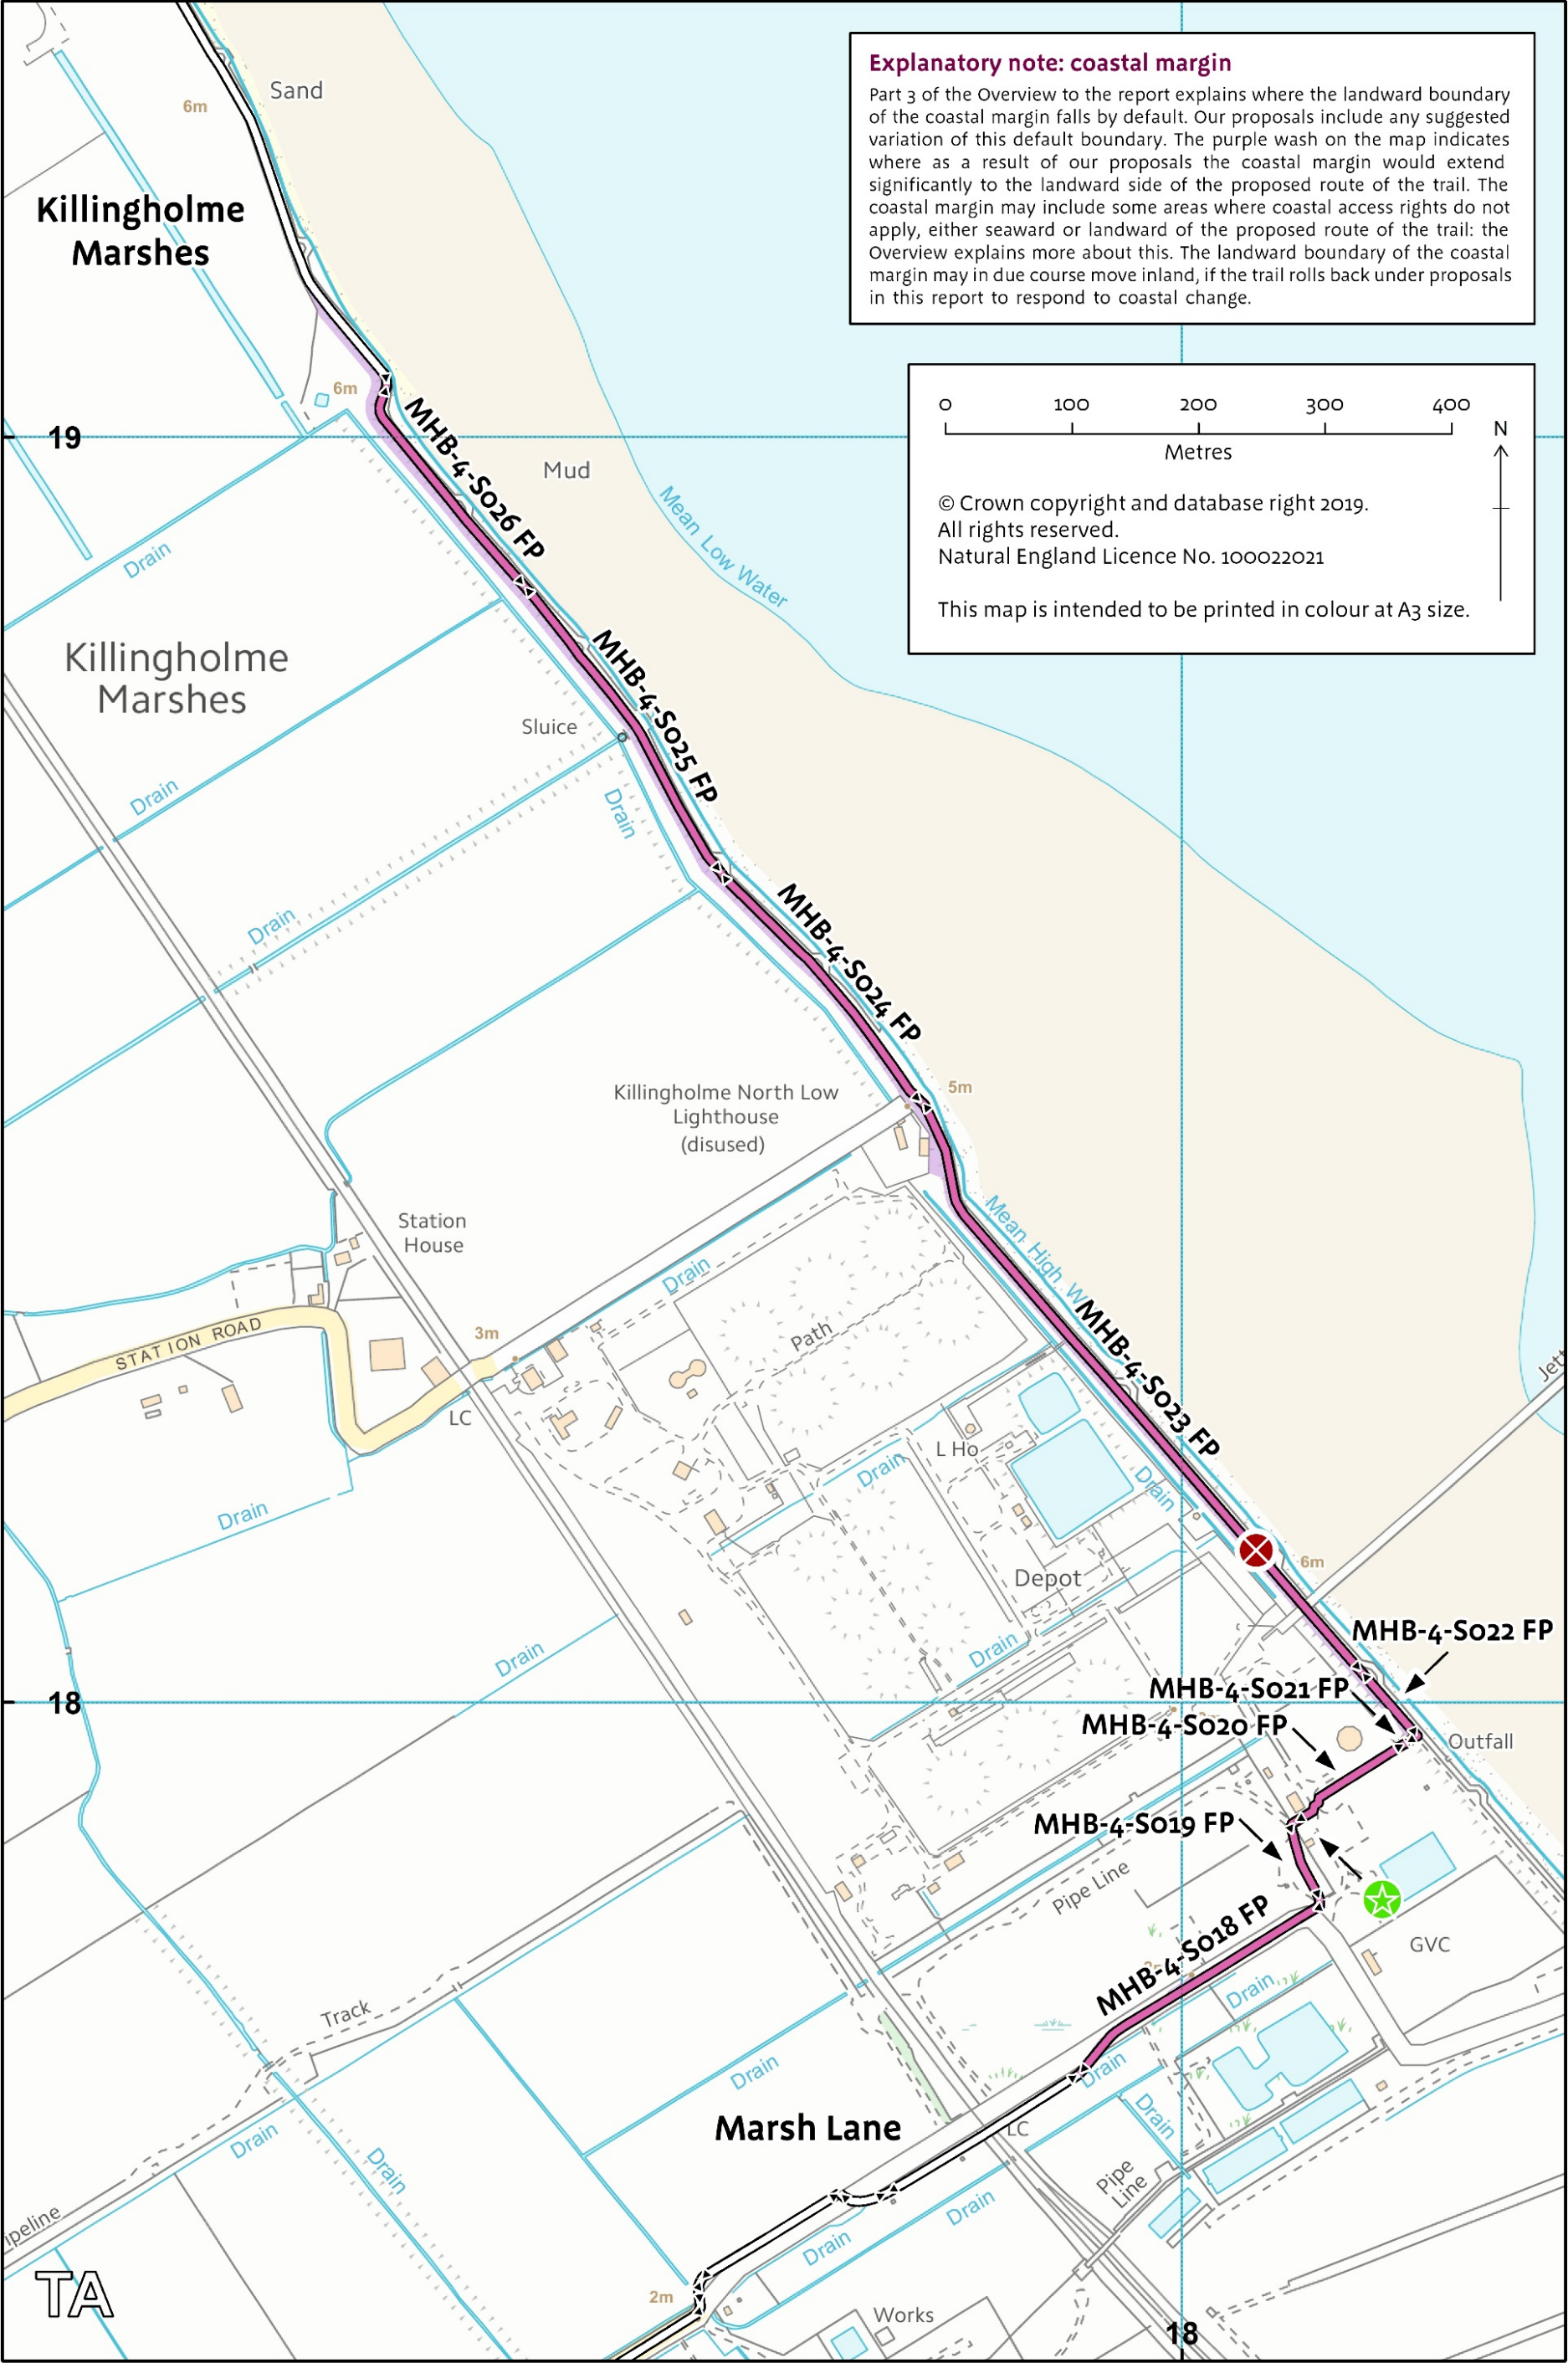 Explanatory note: coastal margin
Part 3 of the Overview to the report explains where the landward boundary
of the coastal margin falls by default. Our proposals include any suggested
variation of this default boundary. The purple wash on the map indicates
where as a result of our proposals the coastal margin would extend
significantly to the landward side of the proposed route of the trail. The
coastal margin may include some areas where coastal access rights do not
apply, either seaward or landward of the proposed route of the trail: the
Overview explains more about this. The landward boundary of the coastal
margin may in due course move inland, if the trail rolls back under proposals
in this report to respond to coastal change.
0 100 200 300 400
Metres
N
© Crown copyright and database right 2019.
All rights reserved.
Natural England Licence No. 100022021
This map is intended to be printed in colour at A3 size.
Sand
6m
Killingholme
Marshes
6m
19
MHB-4-S026 FP
Mud
Mean Low Water
Drain
Killingholme
Marshes
MHB-4-S025 FP
Sluice
Drain
Drain
Drain
MHB-4-S024 FP
5m
Killingholme North Low
Lighthouse
(disused)
Station
House
Mean High W
Drain
STATION ROAD
3m
Path
MHB-4-S023 FP
Jett
LC
L Ho
Drain
Drain
Drain
6m
Depot
MHB-4-S022 FP
Drain
Drain
MHB-4-S021 FP
18
MHB-4-S020 FP
Outfall
MHB-4-S019 FP
Pipe Line
MHB-4-S018 FP
GVC
Drain
Track
Drain
Drain
Marsh Lane
LC
Drain
Drain
Drain
Pipe
Line
Drain
ipeline
Drain
TA
2m
Works
18